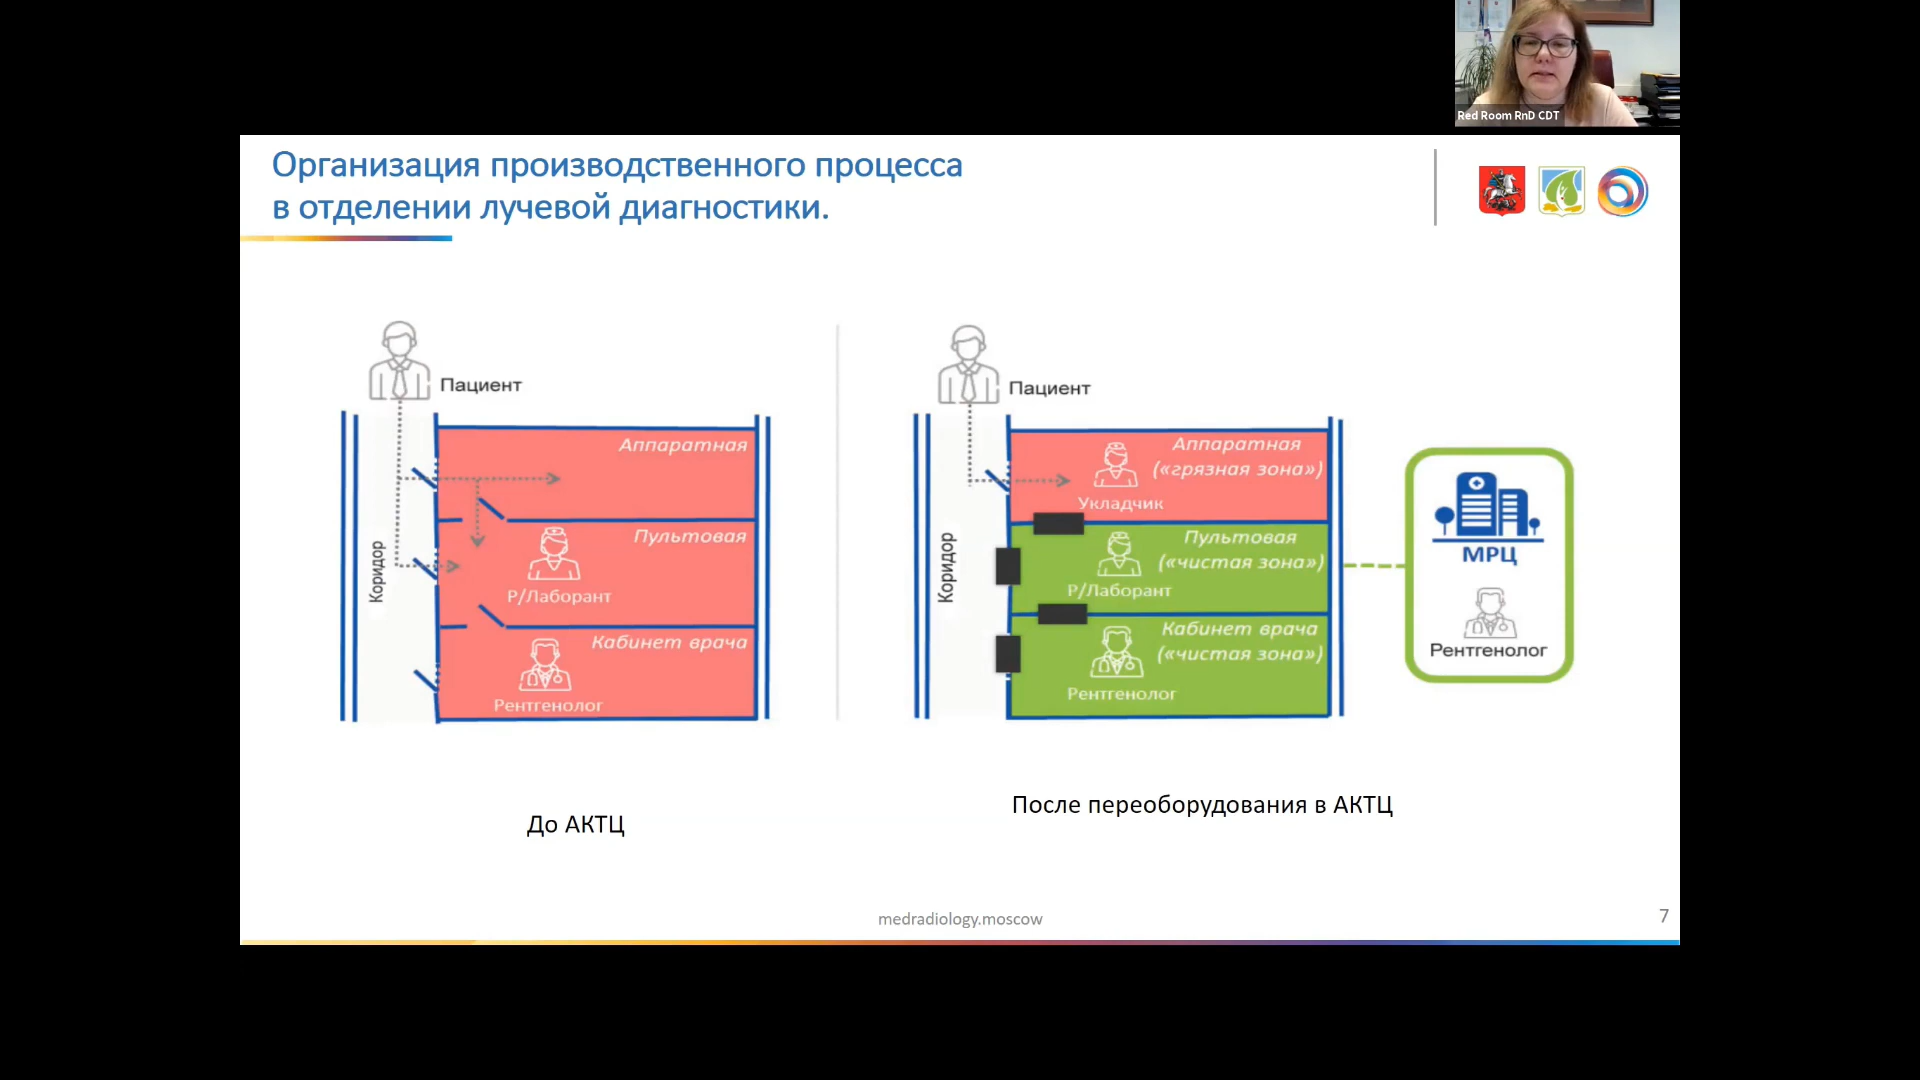 Red Room RnD CDT
Организация производственного процесса
в отделении лучевой диагностики.
Пациент
Коридор
Аппаратная
Пультовая
Р/Лаборант
Кабинет врача
Рентгенолог
До АКТЦ
Пациент
Коридор
Аппаратная
(«грязная зона»)
Укладчик
Пультовая
(«чистая зона»)
Р/Лаборант
Кабинет врача
(«чистая зона»)
Рентгенолог
МРЦ
Рентгенолог
После переоборудования в АКТЦ
medradiology.moscow
7